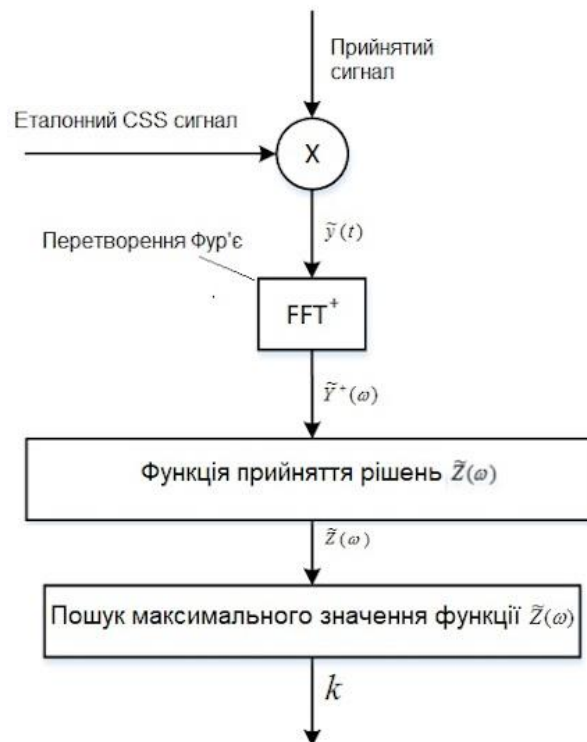 Прийнятий
сигнал
Еталонний CSS сигнал
X
ỹ(t)
Перетворення Фур'є
FFT⁺
Ỹ⁺(ω)
Функція прийняття рішень Z̃(ω)
Z̃(ω)
Пошук максимального значення функції Z̃(ω)
k